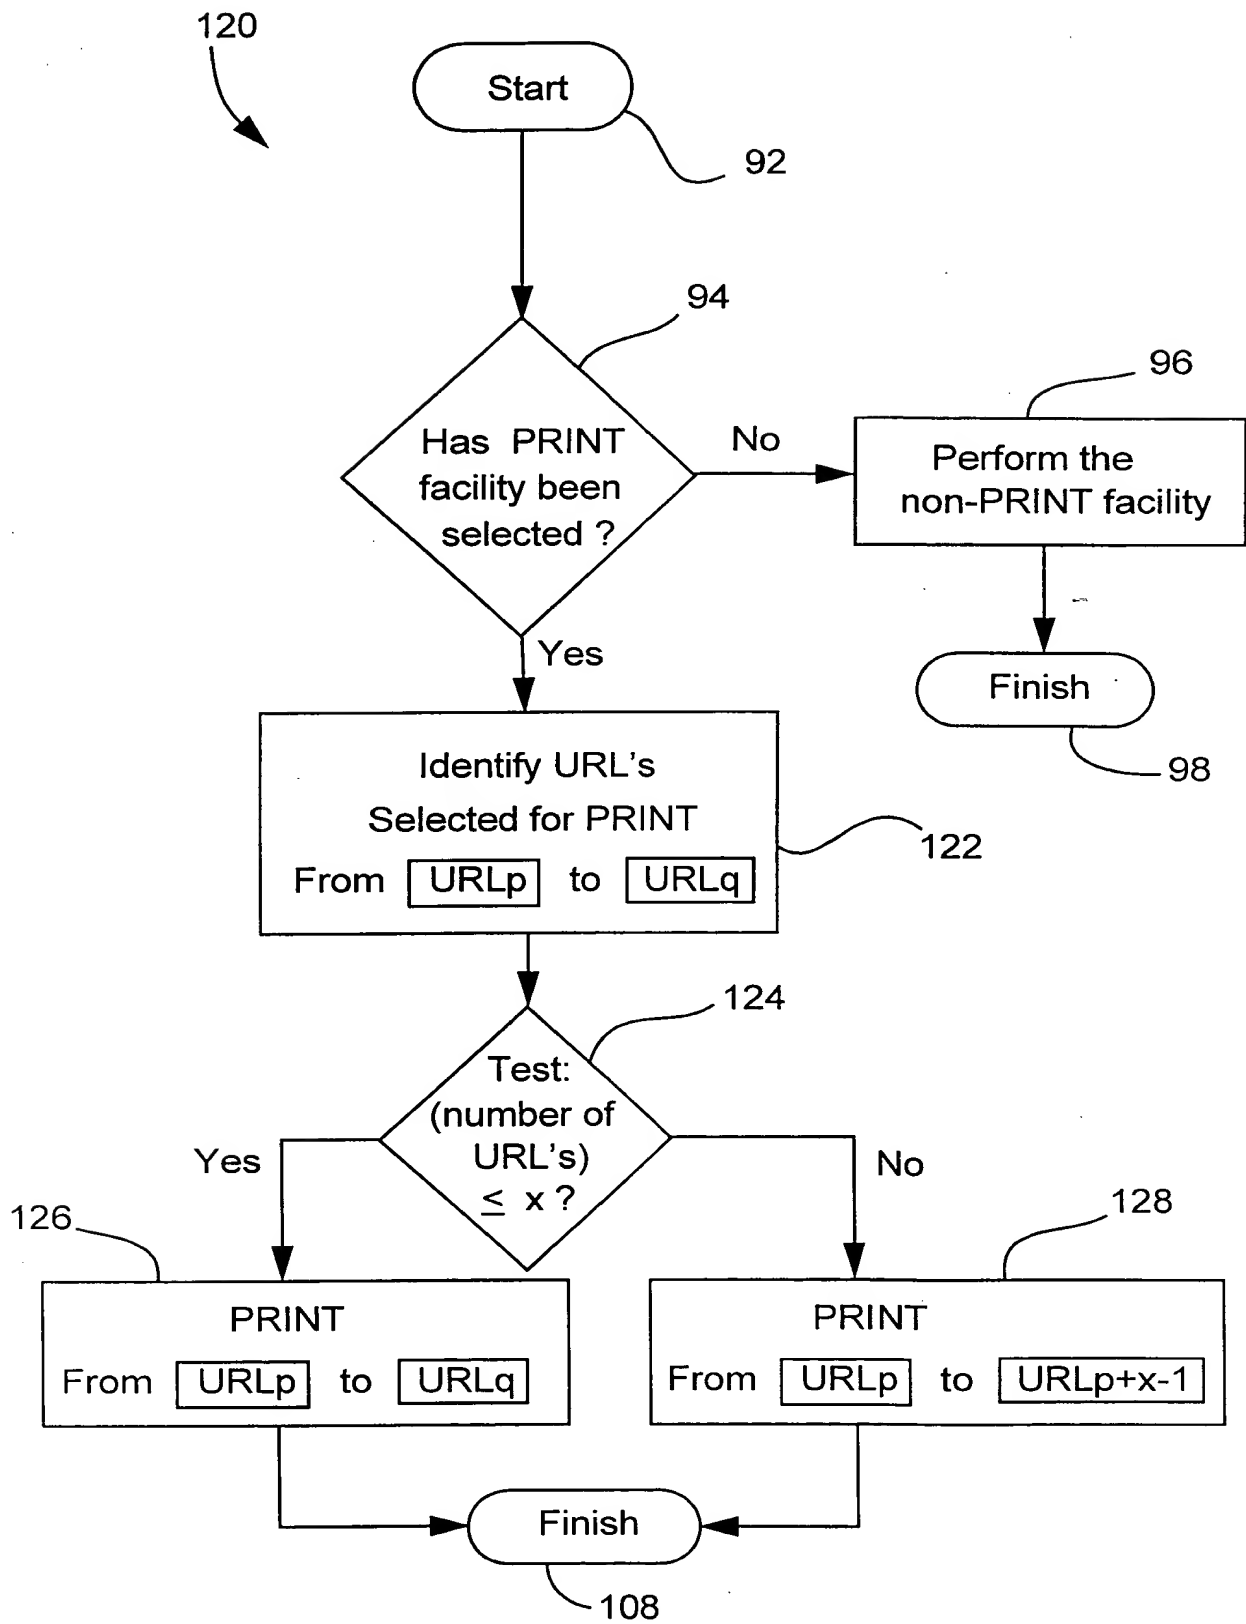 120
Start
92
94
Has PRINT
facility been
selected ?
No
96
Perform the
non-PRINT facility
Yes
Finish
98
Identify URL's
Selected for PRINT
From URLp to URLq
122
124
Test:
(number of
URL's)
≤ x ?
Yes
No
126
128
PRINT
From URLp to URLq
PRINT
From URLp to URLp+x-1
Finish
108